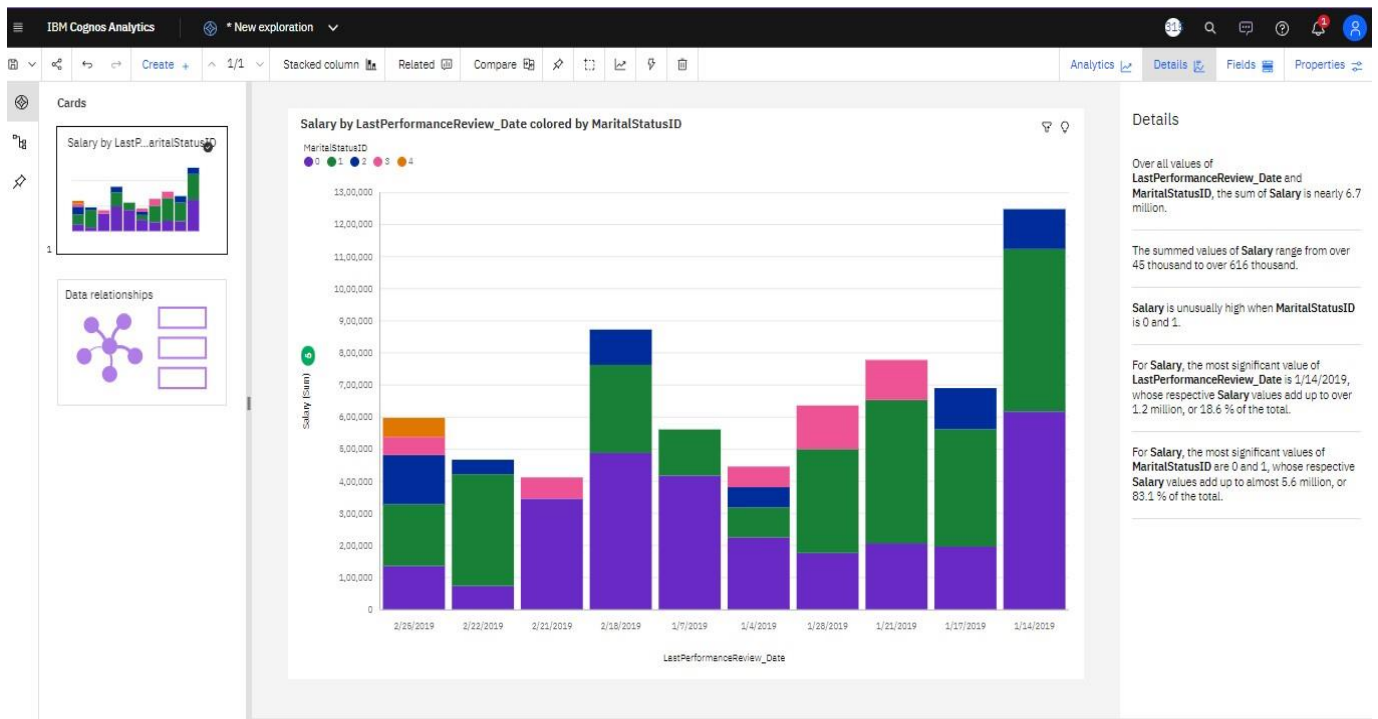 IBM Cognos Analytics
* New exploration
Create +
1/1
Stacked column
Related
Compare
Analytics
Details
Fields
Properties
Cards
Salary by LastP...aritalStatusID
1
Data relationships
Salary by LastPerformanceReview_Date colored by MaritalStatusID
MaritalStatusID
0 1 2 3 4
Salary (Sum)
13,00,000
12,00,000
11,00,000
10,00,000
9,00,000
8,00,000
7,00,000
6,00,000
5,00,000
4,00,000
3,00,000
2,00,000
1,00,000
0
2/25/2019 2/22/2019 2/21/2019 2/18/2019 1/7/2019 1/4/2019 1/28/2019 1/21/2019 1/17/2019 1/14/2019
LastPerformanceReview_Date
Details
Over all values of
LastPerformanceReview_Date and
MaritalStatusID, the sum of Salary is nearly 6.7
million.
The summed values of Salary range from over
45 thousand to over 616 thousand.
Salary is unusually high when MaritalStatusID
is 0 and 1.
For Salary, the most significant value of
LastPerformanceReview_Date is 1/14/2019,
whose respective Salary values add up to over
1.2 million, or 18.6 % of the total.
For Salary, the most significant values of
MaritalStatusID are 0 and 1, whose respective
Salary values add up to almost 5.6 million, or
83.1 % of the total.